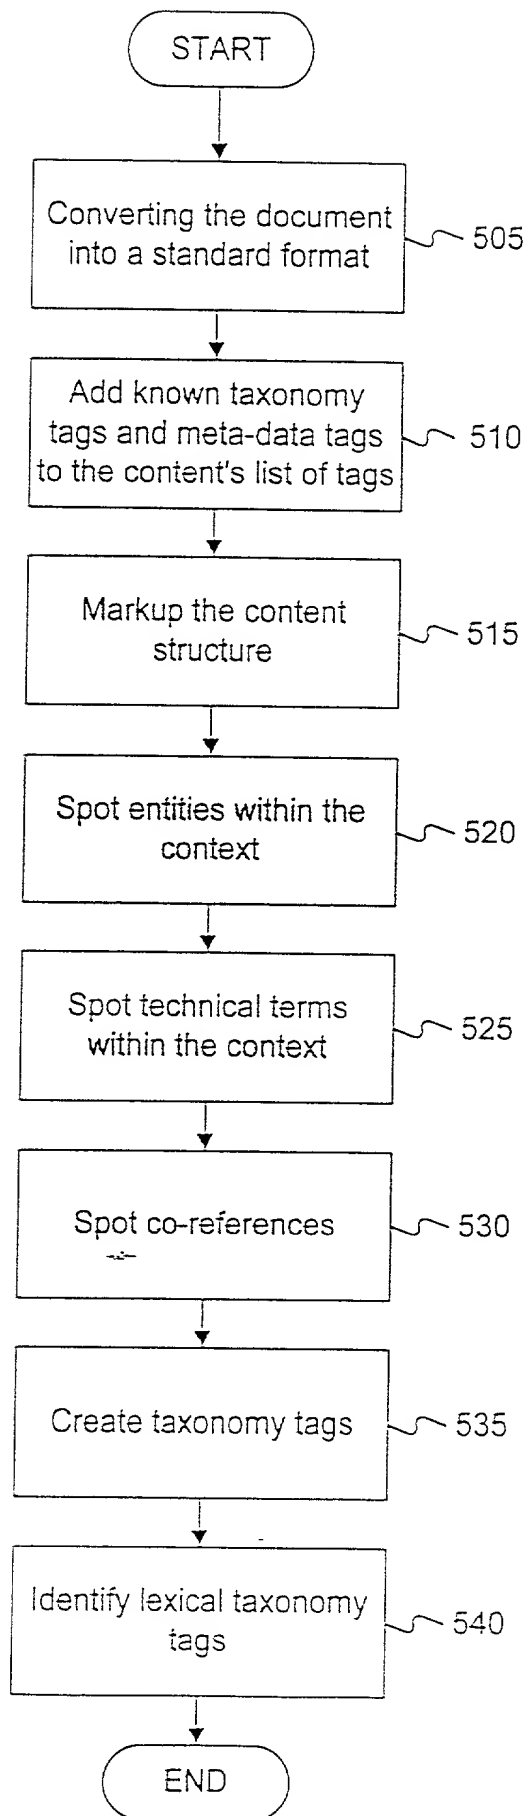 START
Converting the document
into a standard format
505
Add known taxonomy
tags and meta-data tags
to the content's list of tags
510
Markup the content
structure
515
Spot entities within the
context
520
Spot technical terms
within the context
525
Spot co-references
530
Create taxonomy tags
535
Identify lexical taxonomy
tags
540
END